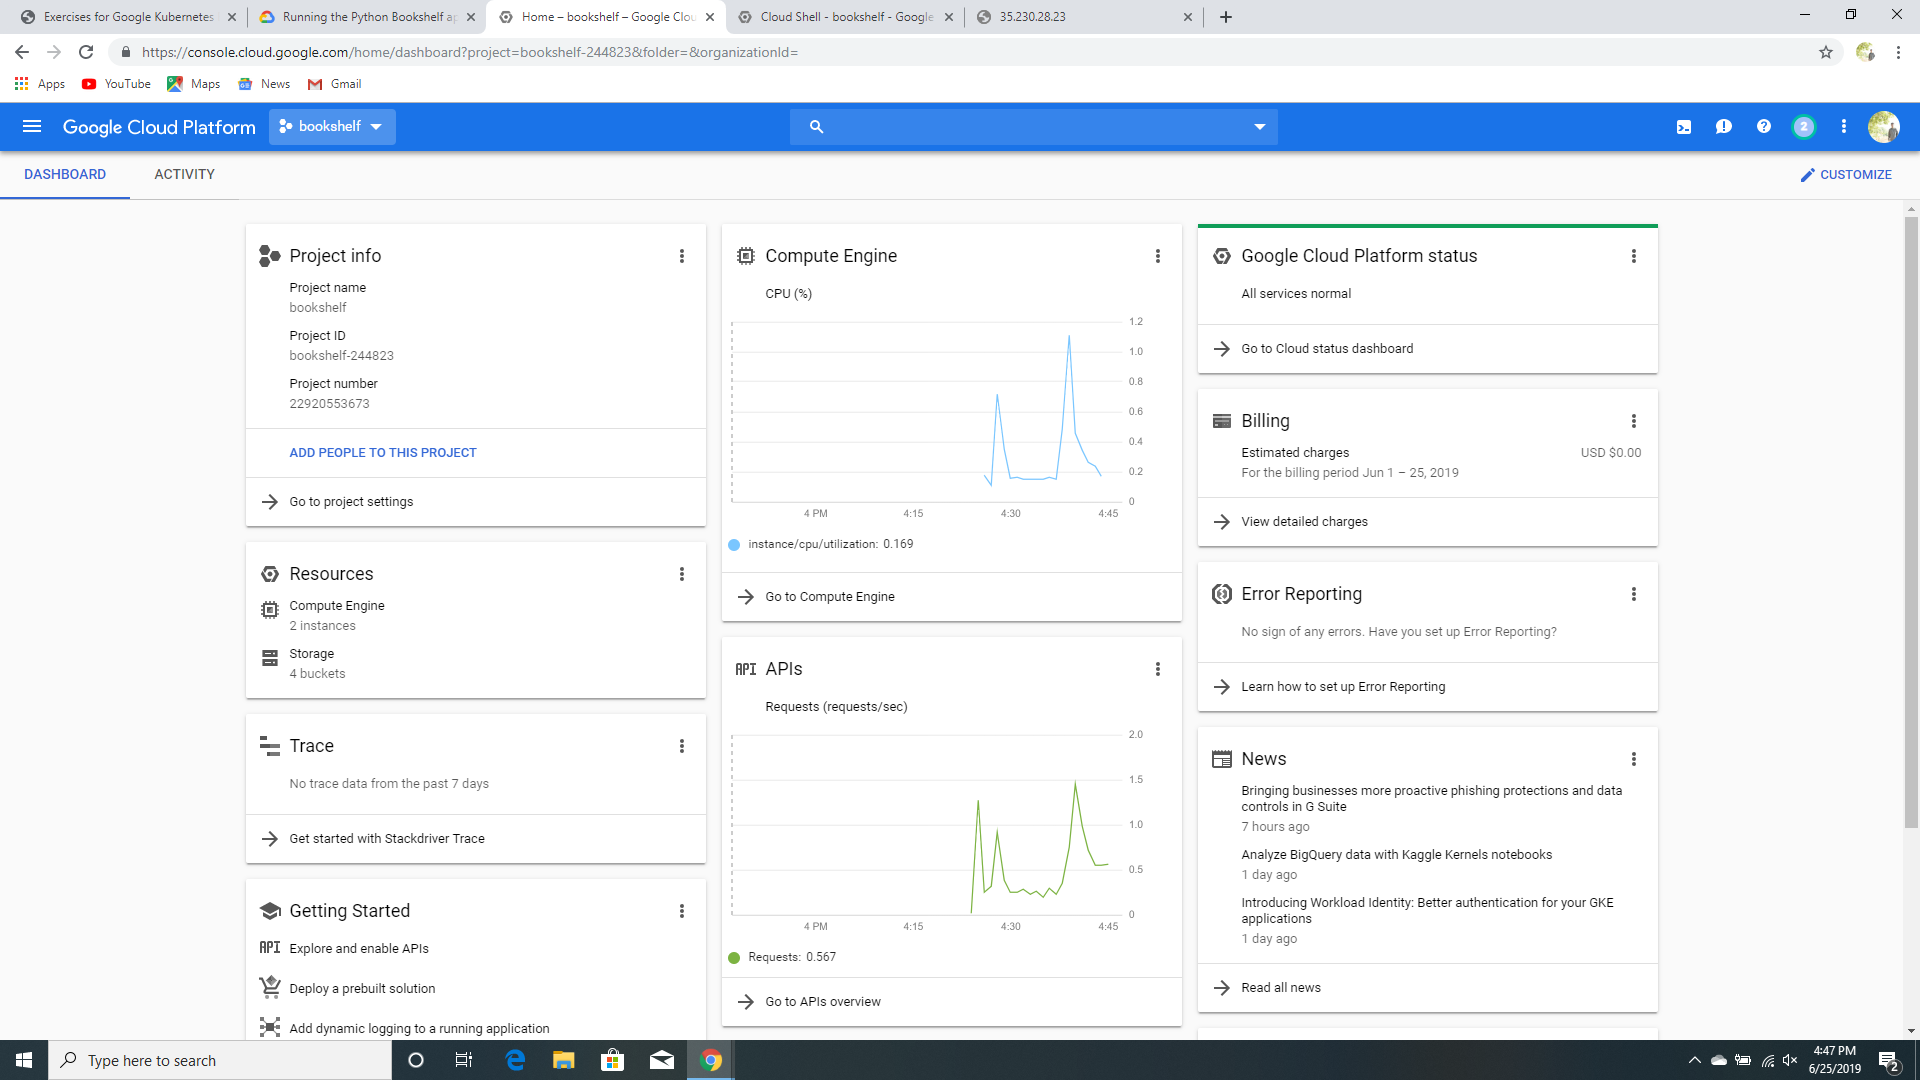 Exercises for Google Kubernetes
Running the Python Bookshelf ap
Home – bookshelf – Google Clou
Cloud Shell - bookshelf - Google
35.230.28.23
https://console.cloud.google.com/home/dashboard?project=bookshelf-244823&folder=&organizationId=
Apps
YouTube
Maps
News
Gmail
Google Cloud Platform
bookshelf
2
DASHBOARD
ACTIVITY
CUSTOMIZE
Project info
Project name
bookshelf
Project ID
bookshelf-244823
Project number
22920553673
ADD PEOPLE TO THIS PROJECT
Go to project settings
Resources
Compute Engine
2 instances
Storage
4 buckets
Trace
No trace data from the past 7 days
Get started with Stackdriver Trace
Getting Started
API Explore and enable APIs
Deploy a prebuilt solution
Add dynamic logging to a running application
Compute Engine
CPU (%)
1.2
1.0
0.8
0.6
0.4
0.2
0
4 PM 4:15 4:30 4:45
instance/cpu/utilization: 0.169
Go to Compute Engine
API APIs
Requests (requests/sec)
2.0
1.5
1.0
0.5
0
4 PM 4:15 4:30 4:45
Requests: 0.567
Go to APIs overview
Google Cloud Platform status
All services normal
Go to Cloud status dashboard
Billing
Estimated charges USD $0.00
For the billing period Jun 1 – 25, 2019
View detailed charges
Error Reporting
No sign of any errors. Have you set up Error Reporting?
Learn how to set up Error Reporting
News
Bringing businesses more proactive phishing protections and data
controls in G Suite
7 hours ago
Analyze BigQuery data with Kaggle Kernels notebooks
1 day ago
Introducing Workload Identity: Better authentication for your GKE
applications
1 day ago
Read all news
Type here to search
4:47 PM
6/25/2019
2